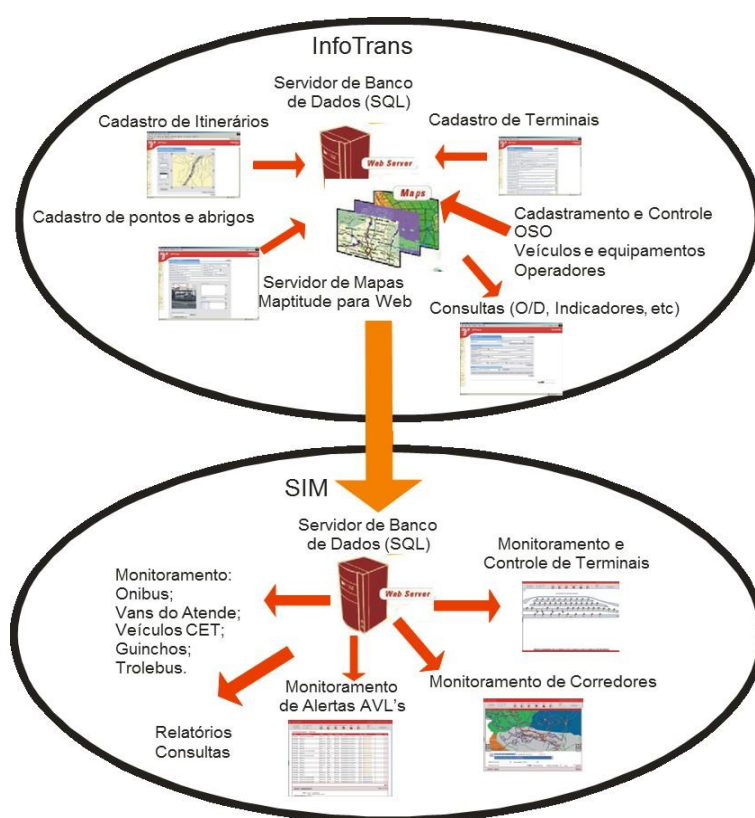 InfoTrans
Servidor de Banco
de Dados (SQL)
Cadastro de Itinerários
Cadastro de Terminais
Web Server
Maps
Cadastro de pontos e abrigos
Cadastramento e Controle
OSO
Veículos e equipamentos
Operadores
Servidor de Mapas
Maptitude para Web
Consultas (O/D, Indicadores, etc)
SIM
Servidor de Banco
de Dados (SQL)
Monitoramento e
Controle de Terminais
Monitoramento:
Onibus;
Vans do Atende;
Veículos CET;
Guinchos;
Trolebus.
Web Server
Monitoramento
de Alertas AVL's
Monitoramento de Corredores
Relatórios
Consultas